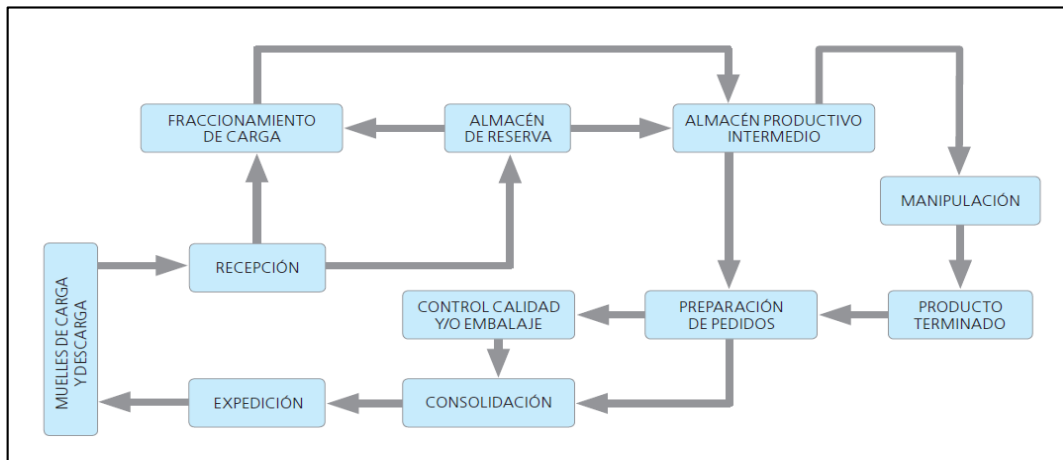 FRACCIONAMIENTO
DE CARGA
ALMACÉN
DE RESERVA
ALMACÉN PRODUCTIVO
INTERMEDIO
MANIPULACIÓN
MUELLES DE CARGA
Y DESCARGA
RECEPCIÓN
CONTROL CALIDAD
Y/O EMBALAJE
PREPARACIÓN
DE PEDIDOS
PRODUCTO
TERMINADO
EXPEDICIÓN
CONSOLIDACIÓN